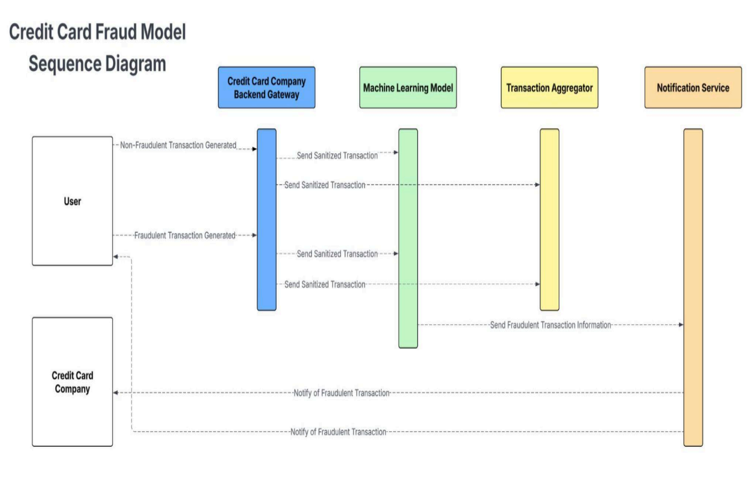 Credit Card Fraud Model
Sequence Diagram
Credit Card Company
Backend Gateway
Machine Learning Model
Transaction Aggregator
Notification Service
User
Non-Fraudulent Transaction Generated
Send Sanitized Transaction
Send Sanitized Transaction
Fraudulent Transaction Generated
Send Sanitized Transaction
Send Sanitized Transaction
Send Fraudulent Transaction Information
Credit Card
Company
Notify of Fraudulent Transaction
Notify of Fraudulent Transaction